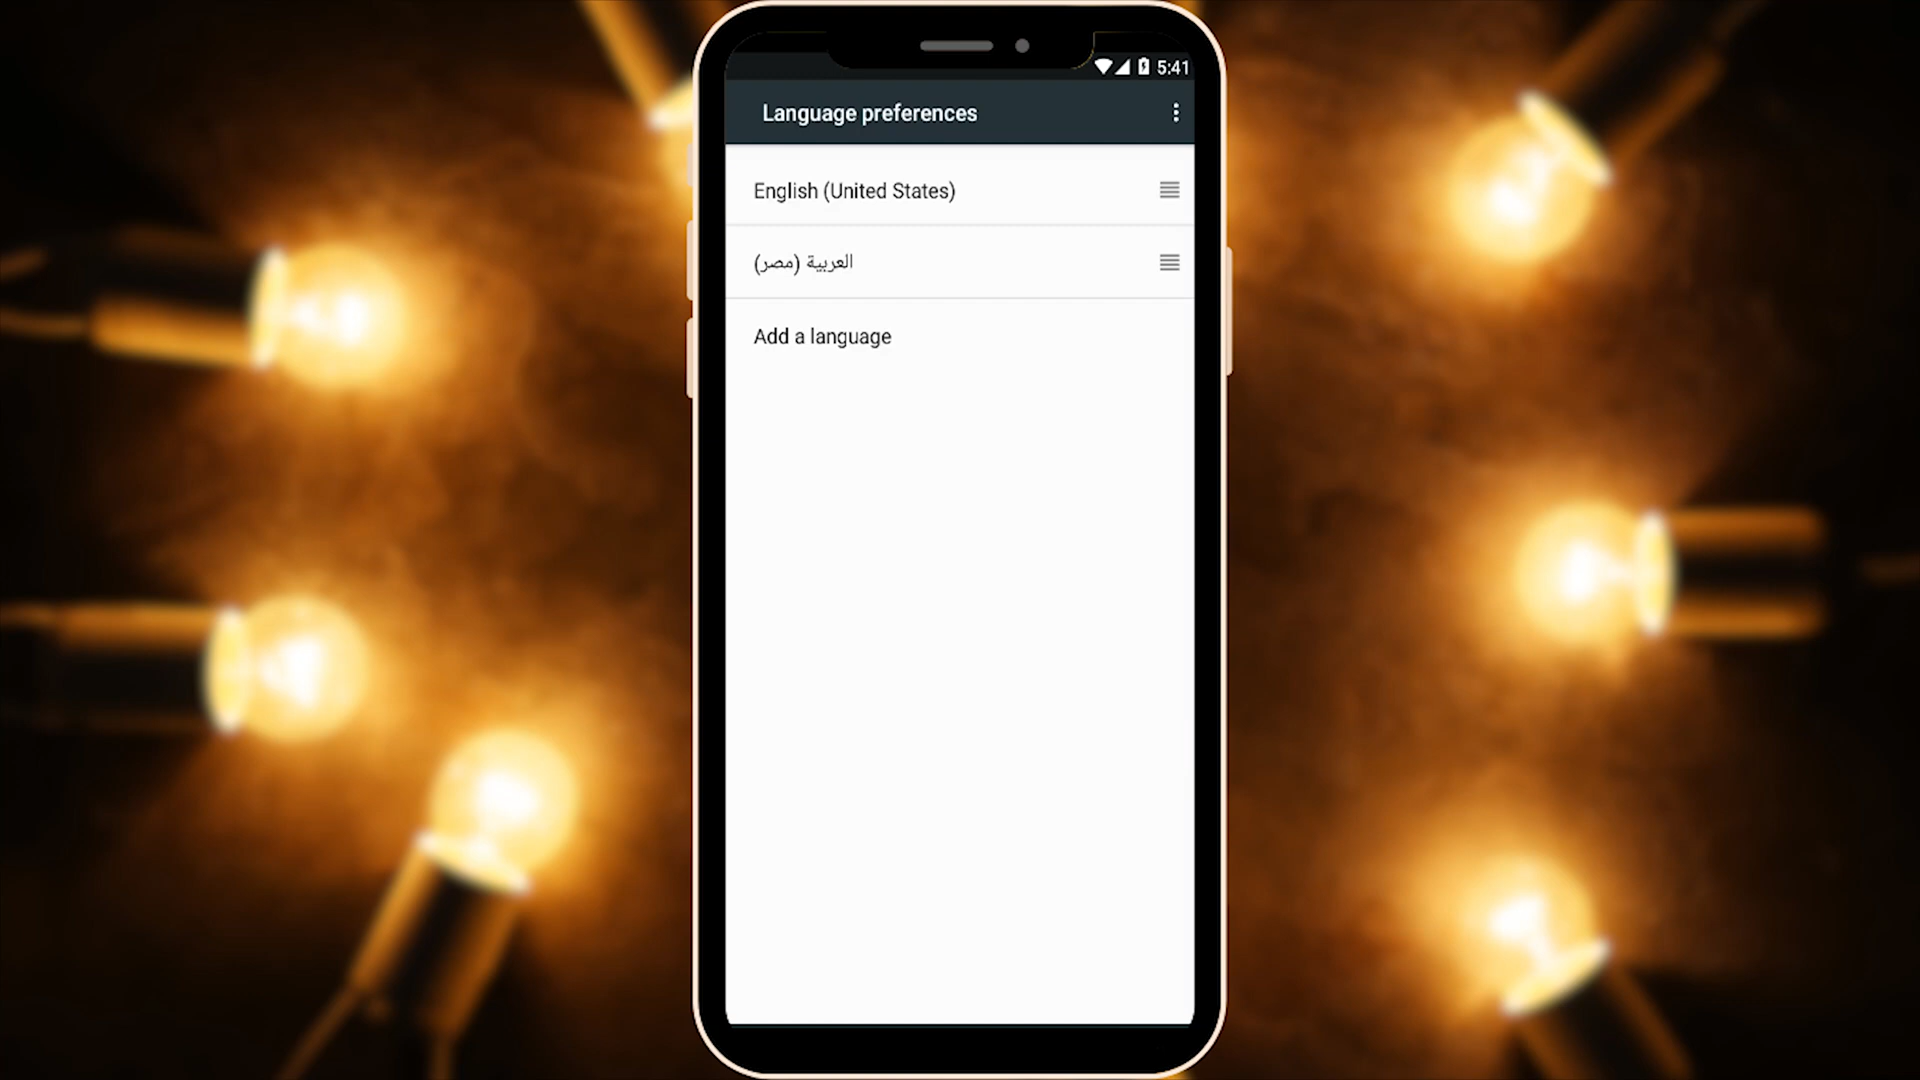 5:41
Language preferences
English (United States)
العربية (مصر)
Add a language